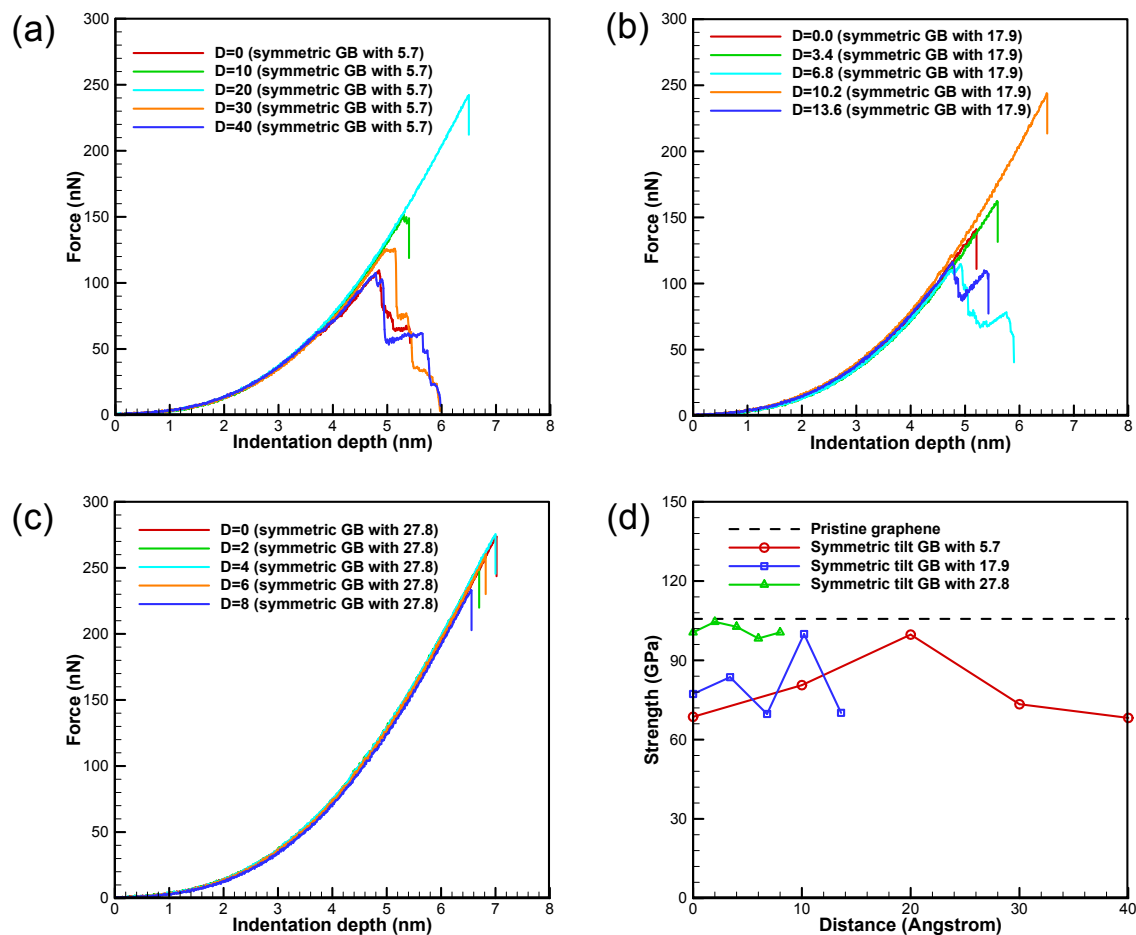 (a)
300
250
200
150
100
50
0
Force (nN)
D=0 (symmetric GB with 5.7)
D=10 (symmetric GB with 5.7)
D=20 (symmetric GB with 5.7)
D=30 (symmetric GB with 5.7)
D=40 (symmetric GB with 5.7)
0 1 2 3 4 5 6 7 8
Indentation depth (nm)
(b)
300
250
200
150
100
50
0
Force (nN)
D=0.0 (symmetric GB with 17.9)
D=3.4 (symmetric GB with 17.9)
D=6.8 (symmetric GB with 17.9)
D=10.2 (symmetric GB with 17.9)
D=13.6 (symmetric GB with 17.9)
0 1 2 3 4 5 6 7 8
Indentation depth (nm)
(c)
300
250
200
150
100
50
0
Force (nN)
D=0 (symmetric GB with 27.8)
D=2 (symmetric GB with 27.8)
D=4 (symmetric GB with 27.8)
D=6 (symmetric GB with 27.8)
D=8 (symmetric GB with 27.8)
0 1 2 3 4 5 6 7 8
Indentation depth (nm)
(d)
150
120
90
60
30
0
Strength (GPa)
Pristine graphene
Symmetric tilt GB with 5.7
Symmetric tilt GB with 17.9
Symmetric tilt GB with 27.8
0 10 20 30 40
Distance (Angstrom)